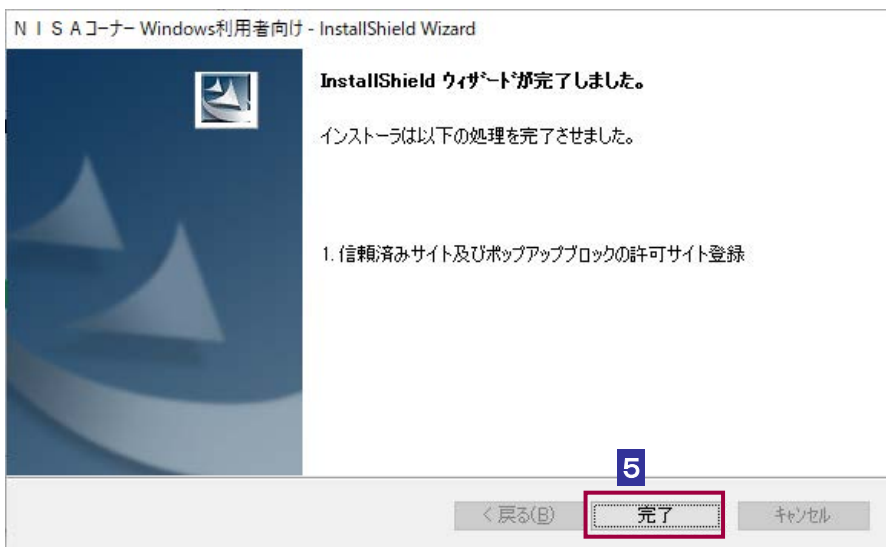 ＮＩＳＡコーナー Windows利用者向け - InstallShield Wizard
InstallShield ウィザードが完了しました。
インストーラは以下の処理を完了させました。
1. 信頼済みサイト及びポップアップブロックの許可サイト登録
5
< 戻る(B)
完了
キャンセル